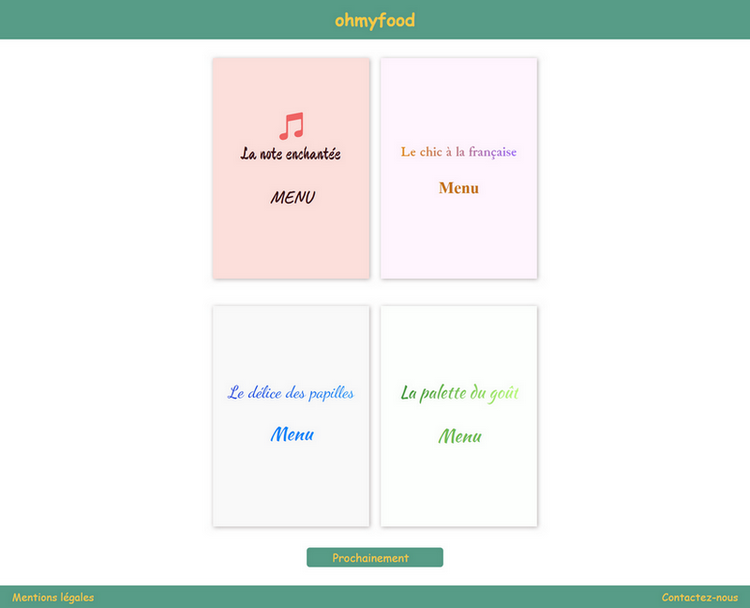 ohmyfood
La note enchantée
MENU
Le chic à la française
Menu
Le délice des papilles
Menu
La palette du goût
Menu
Prochainement
Mentions légales
Contactez-nous